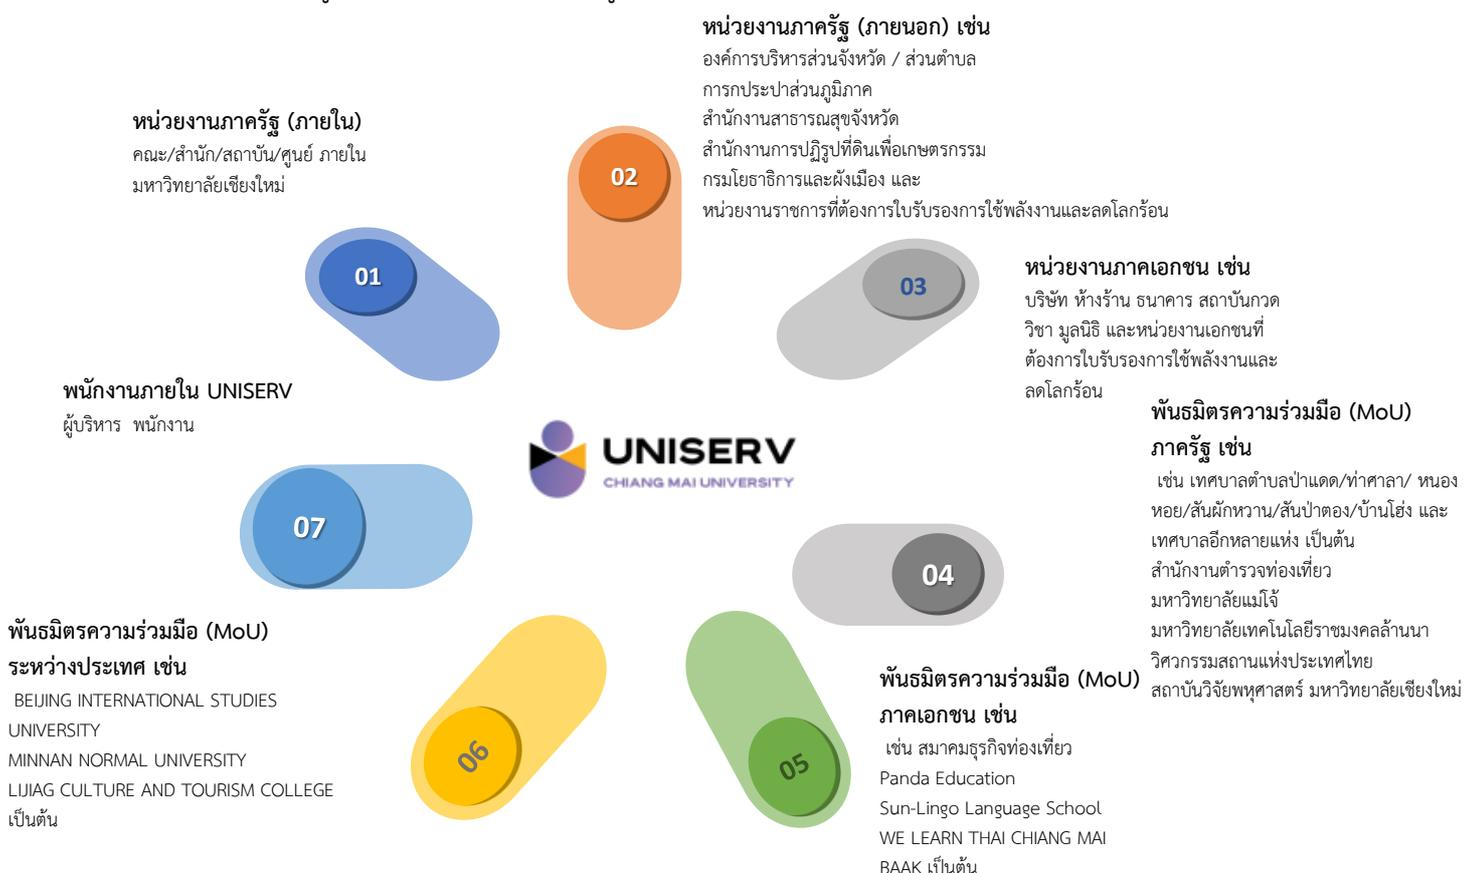 หน่วยงานภาครัฐ (ภายนอก) เช่น
องค์การบริหารส่วนจังหวัด / ส่วนตำบล
การกประปาส่วนภูมิภาค
สำนักงานสาธารณสุขจังหวัด
สำนักงานการปฏิรูปที่ดินเพื่อเกษตรกรรม
กรมโยธาธิการและผังเมือง และ
หน่วยงานราชการที่ต้องการใบรับรองการใช้พลังงานและลดโลกร้อน
02
หน่วยงานภาครัฐ (ภายใน)
คณะ/สำนัก/สถาบัน/ศูนย์ ภายใน
มหาวิทยาลัยเชียงใหม่
01
03
หน่วยงานภาคเอกชน เช่น
บริษัท ห้างร้าน ธนาคาร สถาบันกวด
วิชา มูลนิธิ และหน่วยงานเอกชนที่
ต้องการใบรับรองการใช้พลังงานและ
ลดโลกร้อน
พนักงานภายใน UNISERV
ผู้บริหาร พนักงาน
07
UNISERV
CHIANG MAI UNIVERSITY
พันธมิตรความร่วมมือ (MoU)
ภาครัฐ เช่น
เช่น เทศบาลตำบลป่าแดด/ท่าศาลา/ หนอง
หอย/สันผักหวาน/สันป่าตอง/บ้านโฮ่ง และ
เทศบาลอีกหลายแห่ง เป็นต้น
สำนักงานตำรวจท่องเที่ยว
มหาวิทยาลัยแม่โจ้
มหาวิทยาลัยเทคโนโลยีราชมงคลล้านนา
วิศวกรรมสถานแห่งประเทศไทย
สถาบันวิจัยพหุศาสตร์ มหาวิทยาลัยเชียงใหม่
04
พันธมิตรความร่วมมือ (MoU)
ระหว่างประเทศ เช่น
BEIJING INTERNATIONAL STUDIES
UNIVERSITY
MINNAN NORMAL UNIVERSITY
LIJIAG CULTURE AND TOURISM COLLEGE
เป็นต้น
06
05
พันธมิตรความร่วมมือ (MoU)
ภาคเอกชน เช่น
เช่น สมาคมธุรกิจท่องเที่ยว
Panda Education
Sun-Lingo Language School
WE LEARN THAI CHIANG MAI
BAAK เป็นต้น